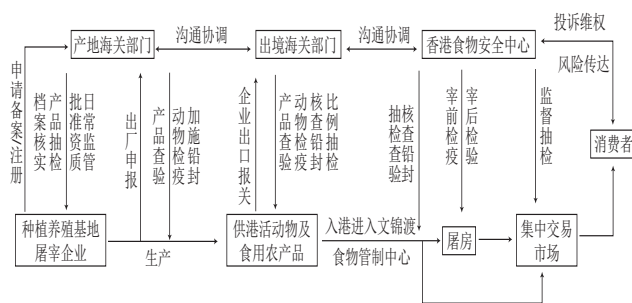 投诉维权
产地海关部门
沟通协调
出境海关部门
沟通协调
香港食物安全中心
风险传达
申请备案/注册
档案核实
产品抽检
批准资质
日常监管
出厂申报
产品查验
动物检疫
加施铅封
企业出口报关
产品查验
动物检疫
核查铅封
比例抽检
抽检查验
核查铅封
宰前检疫
宰后检验
监督抽检
消费者
种植养殖基地
屠宰企业
生产
供港活动物及
食用农产品
入港进入文锦渡
食物管制中心
屠房
集中交易
市场